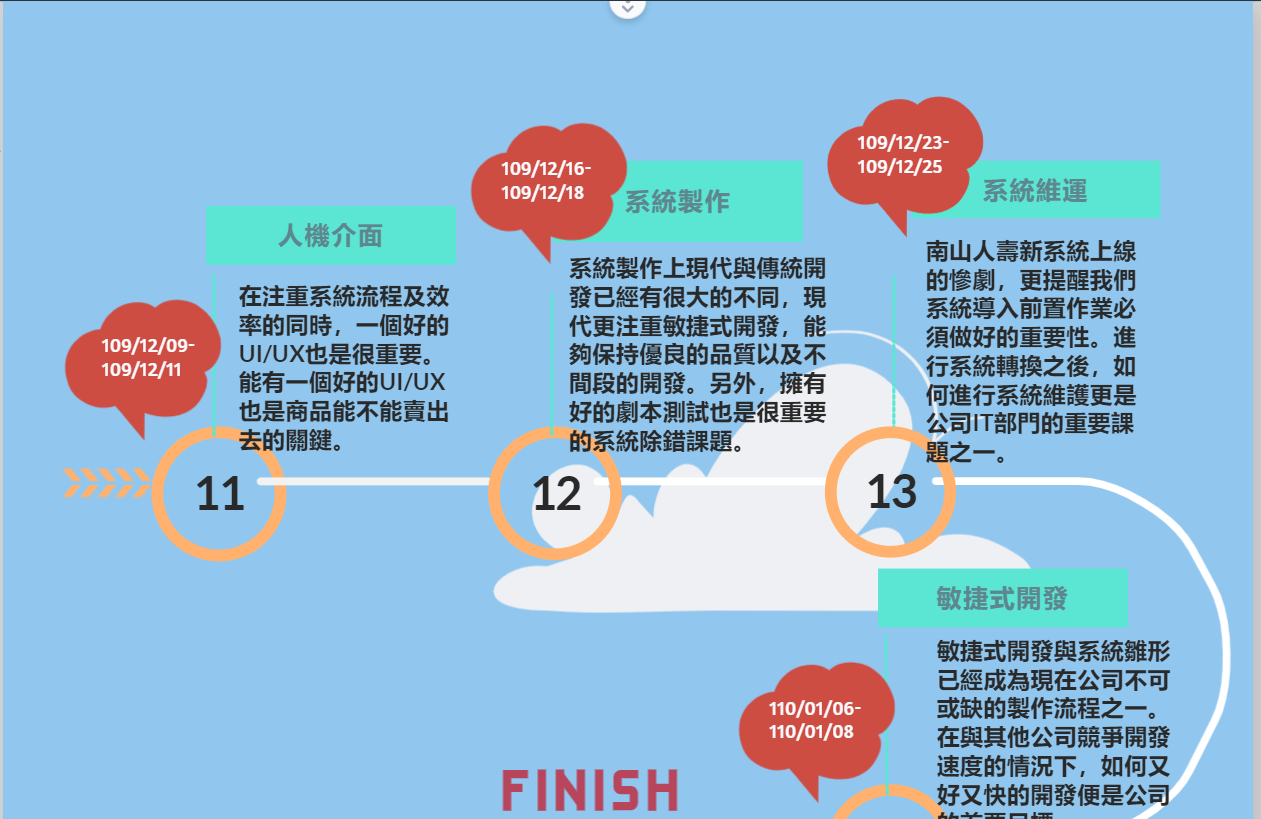 109/12/09-
109/12/11
人機介面
在注重系統流程及效
率的同時，一個好的
UI/UX也是很重要。
能有一個好的UI/UX
也是商品能不能賣出
去的關鍵。
11
109/12/16-
109/12/18
系統製作
系統製作上現代與傳統開
發已經有很大的不同，現
代更注重敏捷式開發，能
夠保持優良的品質以及不
間段的開發。另外，擁有
好的劇本測試也是很重要
的系統除錯課題。
12
109/12/23-
109/12/25
系統維運
南山人壽新系統上線
的慘劇，更提醒我們
系統導入前置作業必
須做好的重要性。進
行系統轉換之後，如
何進行系統維護更是
公司IT部門的重要課
題之一。
13
110/01/06-
110/01/08
敏捷式開發
敏捷式開發與系統雛形
已經成為現在公司不可
或缺的製作流程之一。
在與其他公司競爭開發
速度的情況下，如何又
好又快的開發便是公司
FINISH